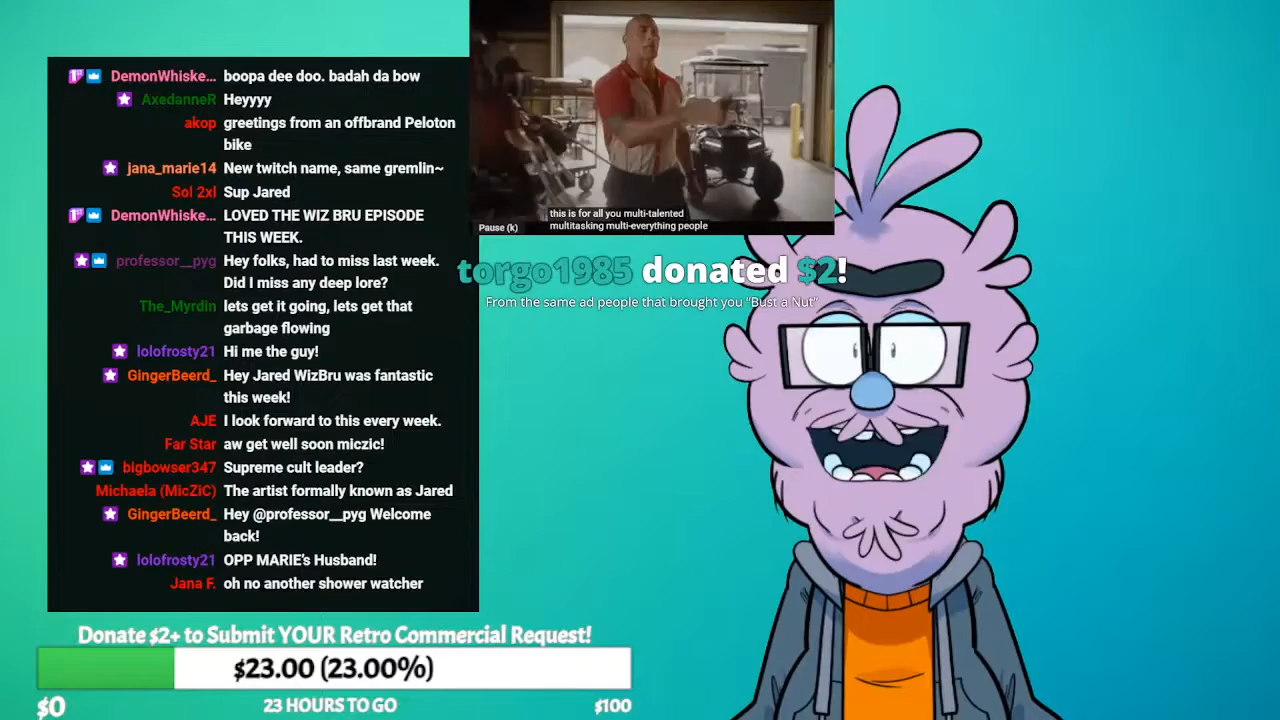 DemonWhiske... boopa dee doo. badah da bow
AxedanneR Heyyyy
akop greetings from an offbrand Peloton
bike
jana_marie14 New twitch name, same gremlin~
Sol 2xl Sup Jared
DemonWhiske... LOVED THE WIZ BRU EPISODE
THIS WEEK.
professor__pyg Hey folks, had to miss last week.
Did I miss any deep lore?
The_Myrdin lets get it going, lets get that
garbage flowing
lolofrosty21 Hi me the guy!
GingerBeerd_ Hey Jared WizBru was fantastic
this week!
AJE I look forward to this every week.
Far Star aw get well soon miczic!
bigbowser347 Supreme cult leader?
Michaela (MicZiC) The artist formally known as Jared
GingerBeerd_ Hey @professor__pyg Welcome
back!
lolofrosty21 OPP MARIE's Husband!
Jana F. oh no another shower watcher
this is for all you multi-talented
multitasking multi-everything people
Pause (k)
torgo1985 donated $2!
From the same ad people that brought you "Bust a Nut"
Donate $2+ to Submit YOUR Retro Commercial Request!
$23.00 (23.00%)
$0 23 HOURS TO GO $100